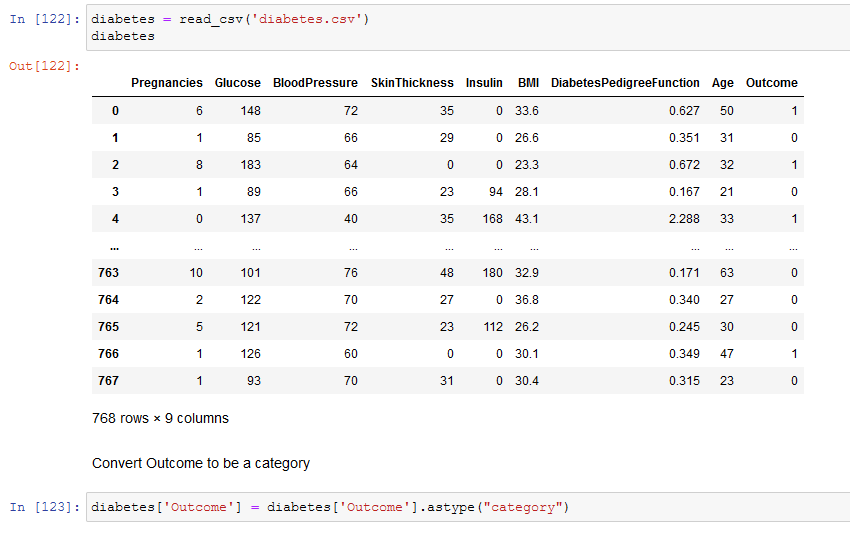 In [122]: diabetes = read_csv('diabetes.csv')
diabetes
Out[122]:
Pregnancies Glucose BloodPressure SkinThickness Insulin BMI DiabetesPedigreeFunction Age Outcome
0 6 148 72 35 0 33.6 0.627 50 1
1 1 85 66 29 0 26.6 0.351 31 0
2 8 183 64 0 0 23.3 0.672 32 1
3 1 89 66 23 94 28.1 0.167 21 0
4 0 137 40 35 168 43.1 2.288 33 1
... ... ... ... ... ... ... ... ... ...
763 10 101 76 48 180 32.9 0.171 63 0
764 2 122 70 27 0 36.8 0.340 27 0
765 5 121 72 23 112 26.2 0.245 30 0
766 1 126 60 0 0 30.1 0.349 47 1
767 1 93 70 31 0 30.4 0.315 23 0
768 rows × 9 columns
Convert Outcome to be a category
In [123]: diabetes['Outcome'] = diabetes['Outcome'].astype("category")